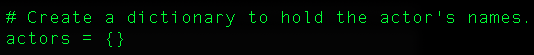 # Create a dictionary to hold the actor's names.
actors = {}